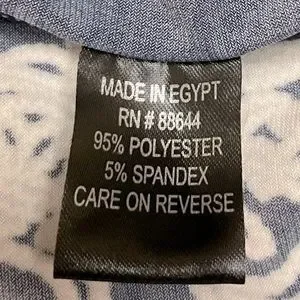 MADE IN EGYPT
RN # 88644
95% POLYESTER
5% SPANDEX
CARE ON REVERSE